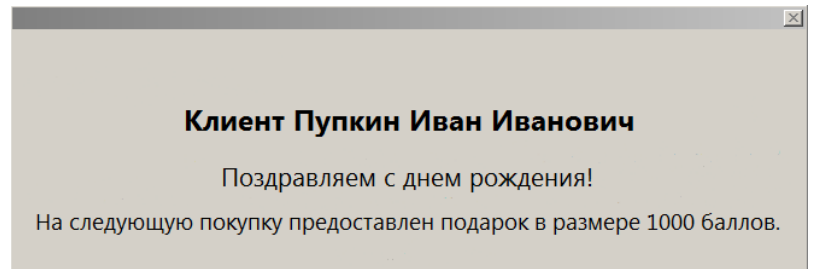 Клиент Пупкин Иван Иванович
Поздравляем с днем рождения!
На следующую покупку предоставлен подарок в размере 1000 баллов.